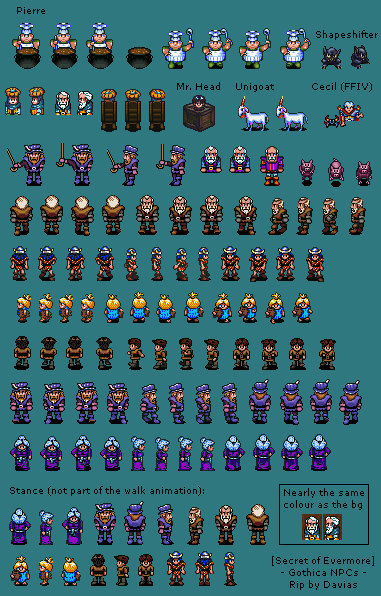 Pierre
Shapeshifter
Mr. Head
Unigoat
Cecil (FFIV)
Stance (not part of the walk animation):
Nearly the same
colour as the bg
[Secret of Evermore]
- Gothica NPCs -
Rip by Davias